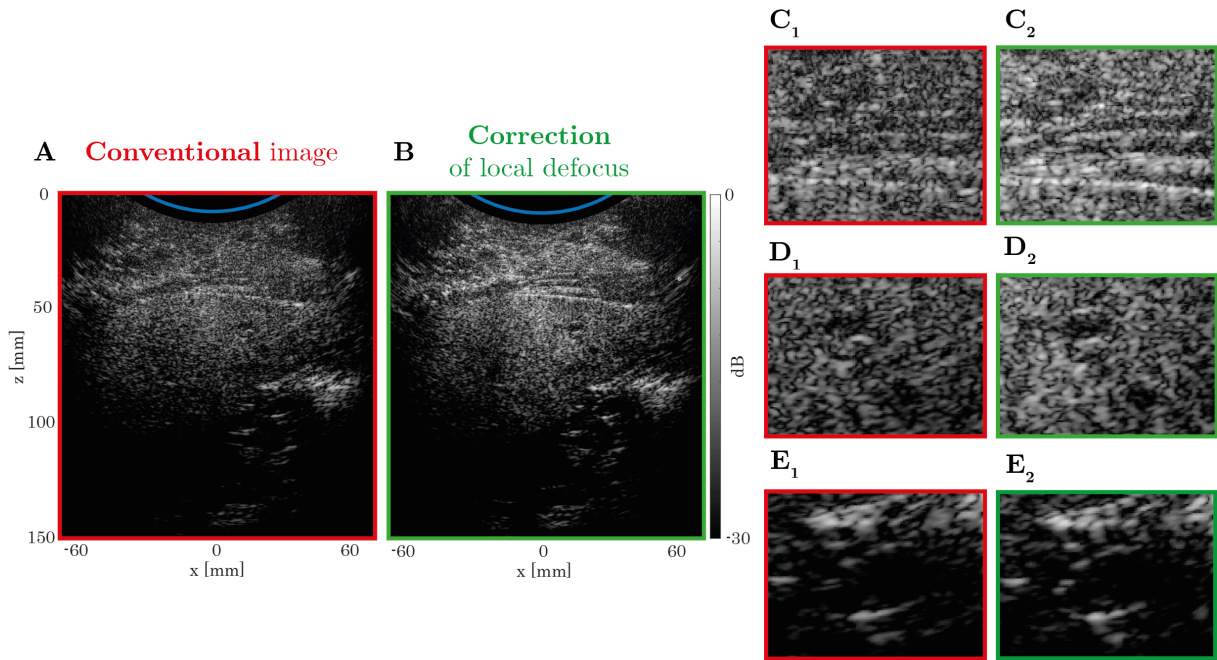 A
Conventional image
B
Correction
of local defocus
0
50
100
150
z [mm]
-60
0
60
x [mm]
-60
0
60
x [mm]
0
dB
-30
C1
C2
D1
D2
E1
E2